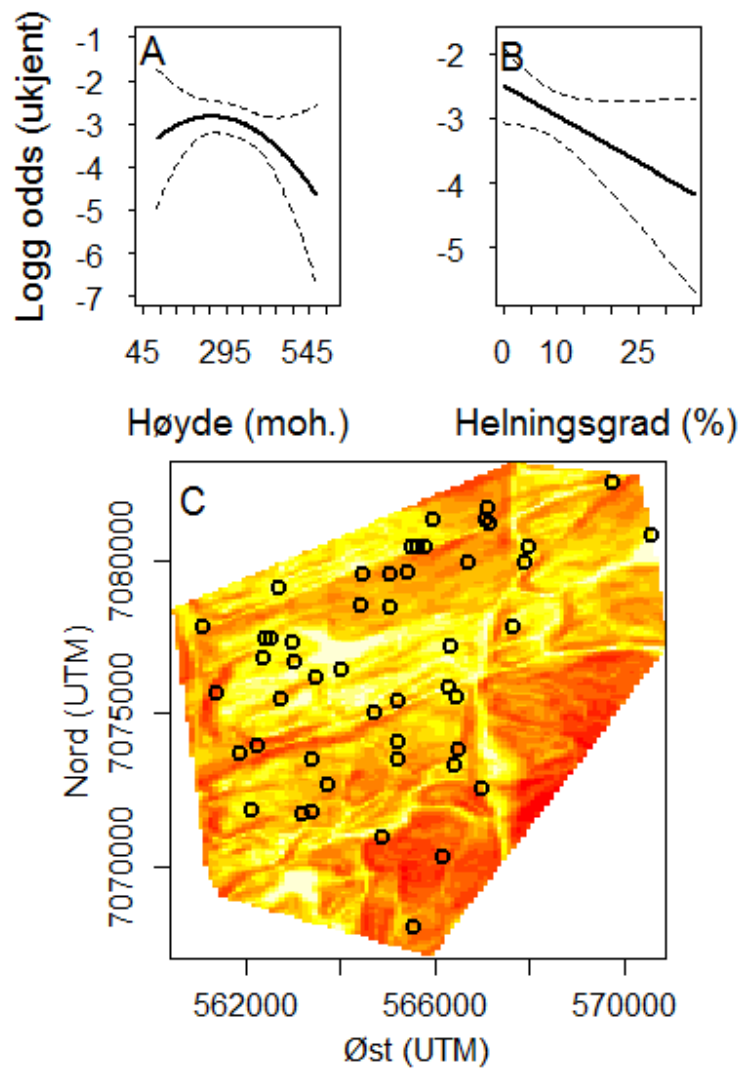 A
B
Logg odds (ukjent)
-1
-2
-3
-4
-5
-6
-7
-2
-3
-4
-5
45 295 545
0 10 25
Høyde (moh.)
Helningsgrad (%)
C
Nord (UTM)
7080000
7075000
7070000
562000 566000 570000
Øst (UTM)